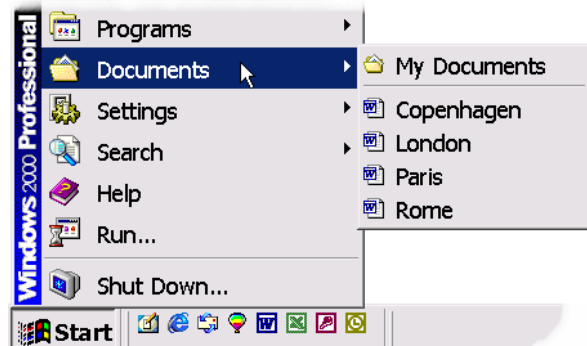 Windows 2000 Professional
Programs
Documents
Settings
Search
Help
Run...
Shut Down...
My Documents
Copenhagen
London
Paris
Rome
Start